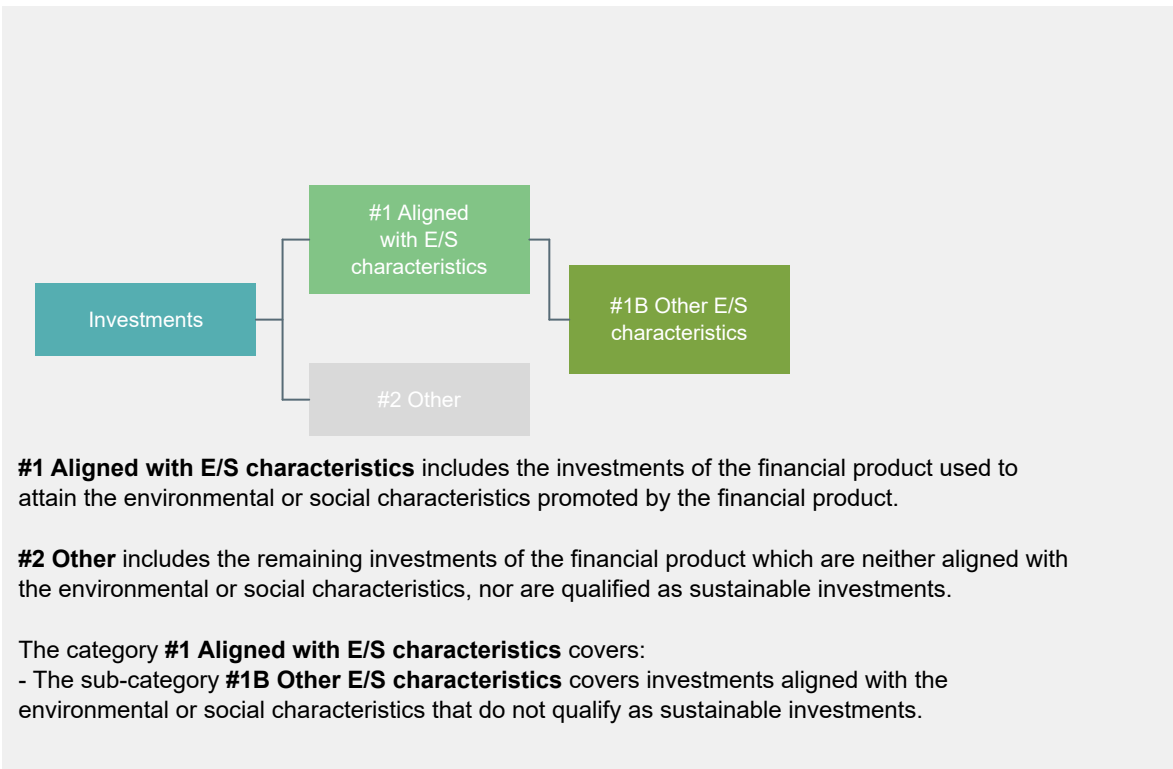 #1 Aligned
with E/S
characteristics
Investments
#1B Other E/S
characteristics
#2 Other
#1 Aligned with E/S characteristics includes the investments of the financial product used to
attain the environmental or social characteristics promoted by the financial product.
#2 Other includes the remaining investments of the financial product which are neither aligned with
the environmental or social characteristics, nor are qualified as sustainable investments.
The category #1 Aligned with E/S characteristics covers:
- The sub-category #1B Other E/S characteristics covers investments aligned with the
environmental or social characteristics that do not qualify as sustainable investments.